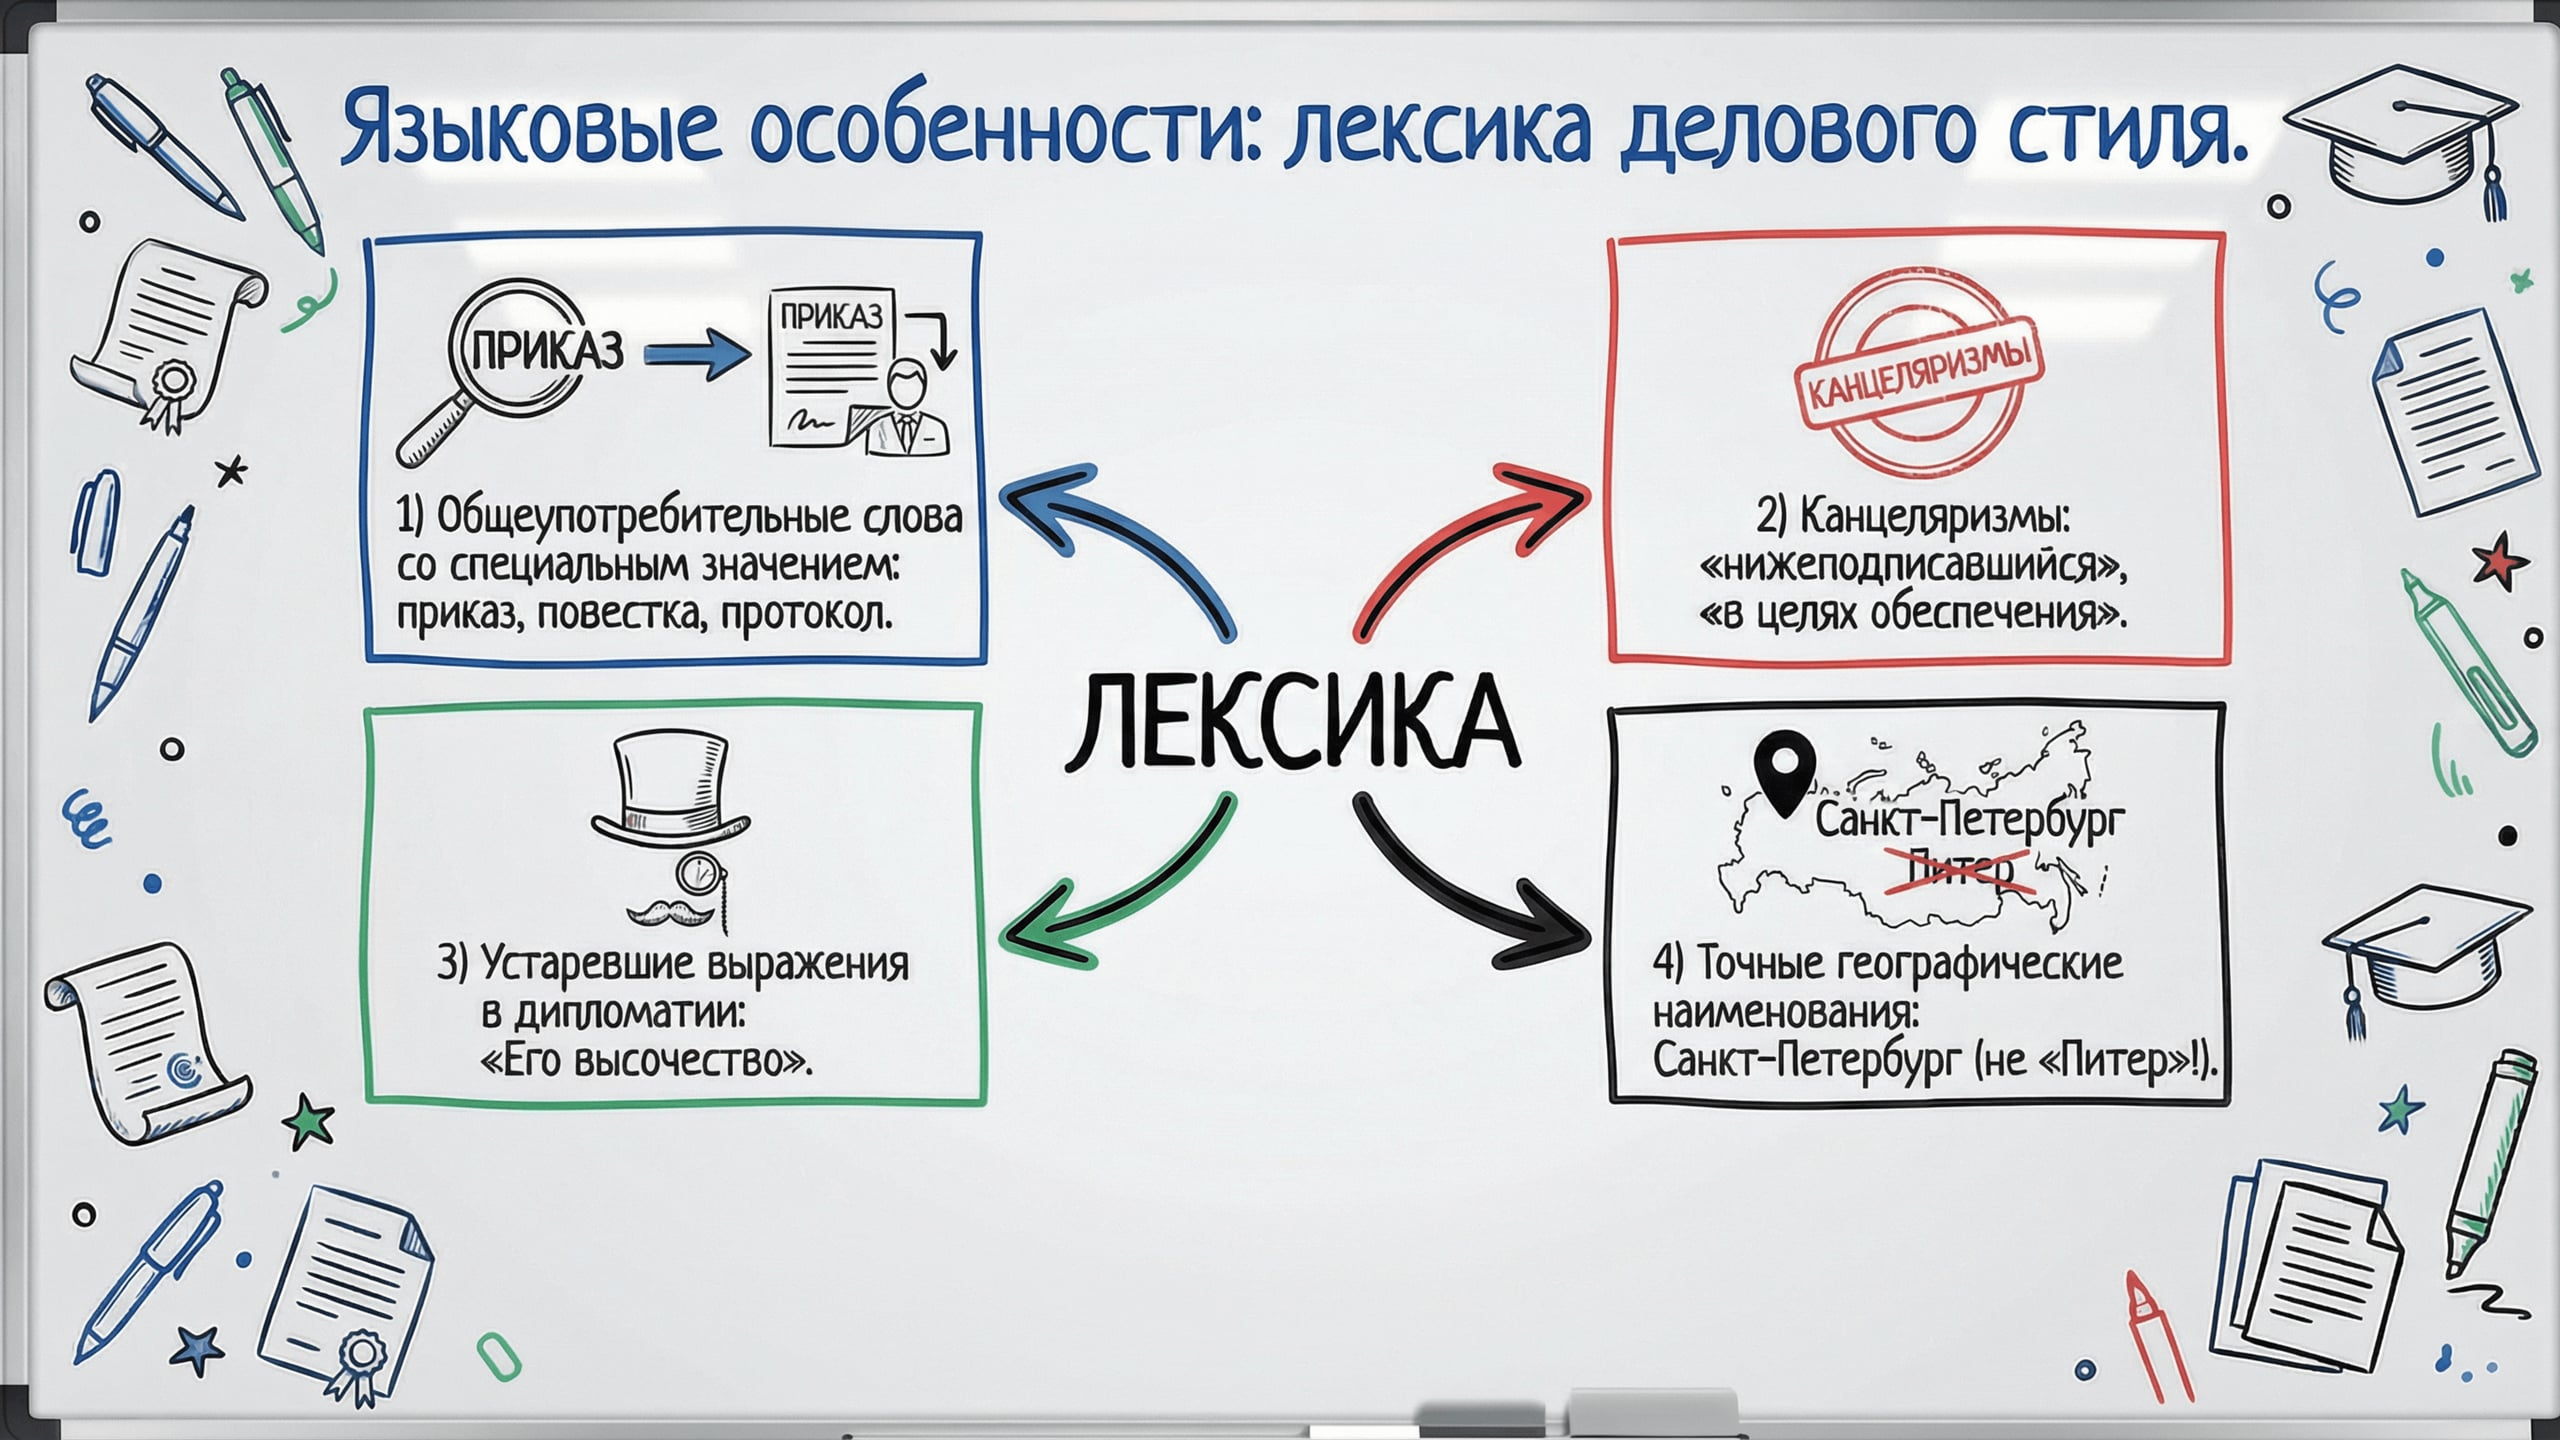 Языковые особенности: лексика делового стиля.
ПРИКАЗ
ПРИКАЗ
1) Общеупотребительные слова
со специальным значением:
приказ, повестка, протокол.
КАНЦЕЛЯРИЗМЫ
2) Канцеляризмы:
«нижеподписавшийся»,
«в целях обеспечения».
ЛЕКСИКА
3) Устаревшие выражения
в дипломатии:
«Его высочество».
Санкт-Петербург
Питер
4) Точные географические
наименования:
Санкт-Петербург (не «Питер»!).